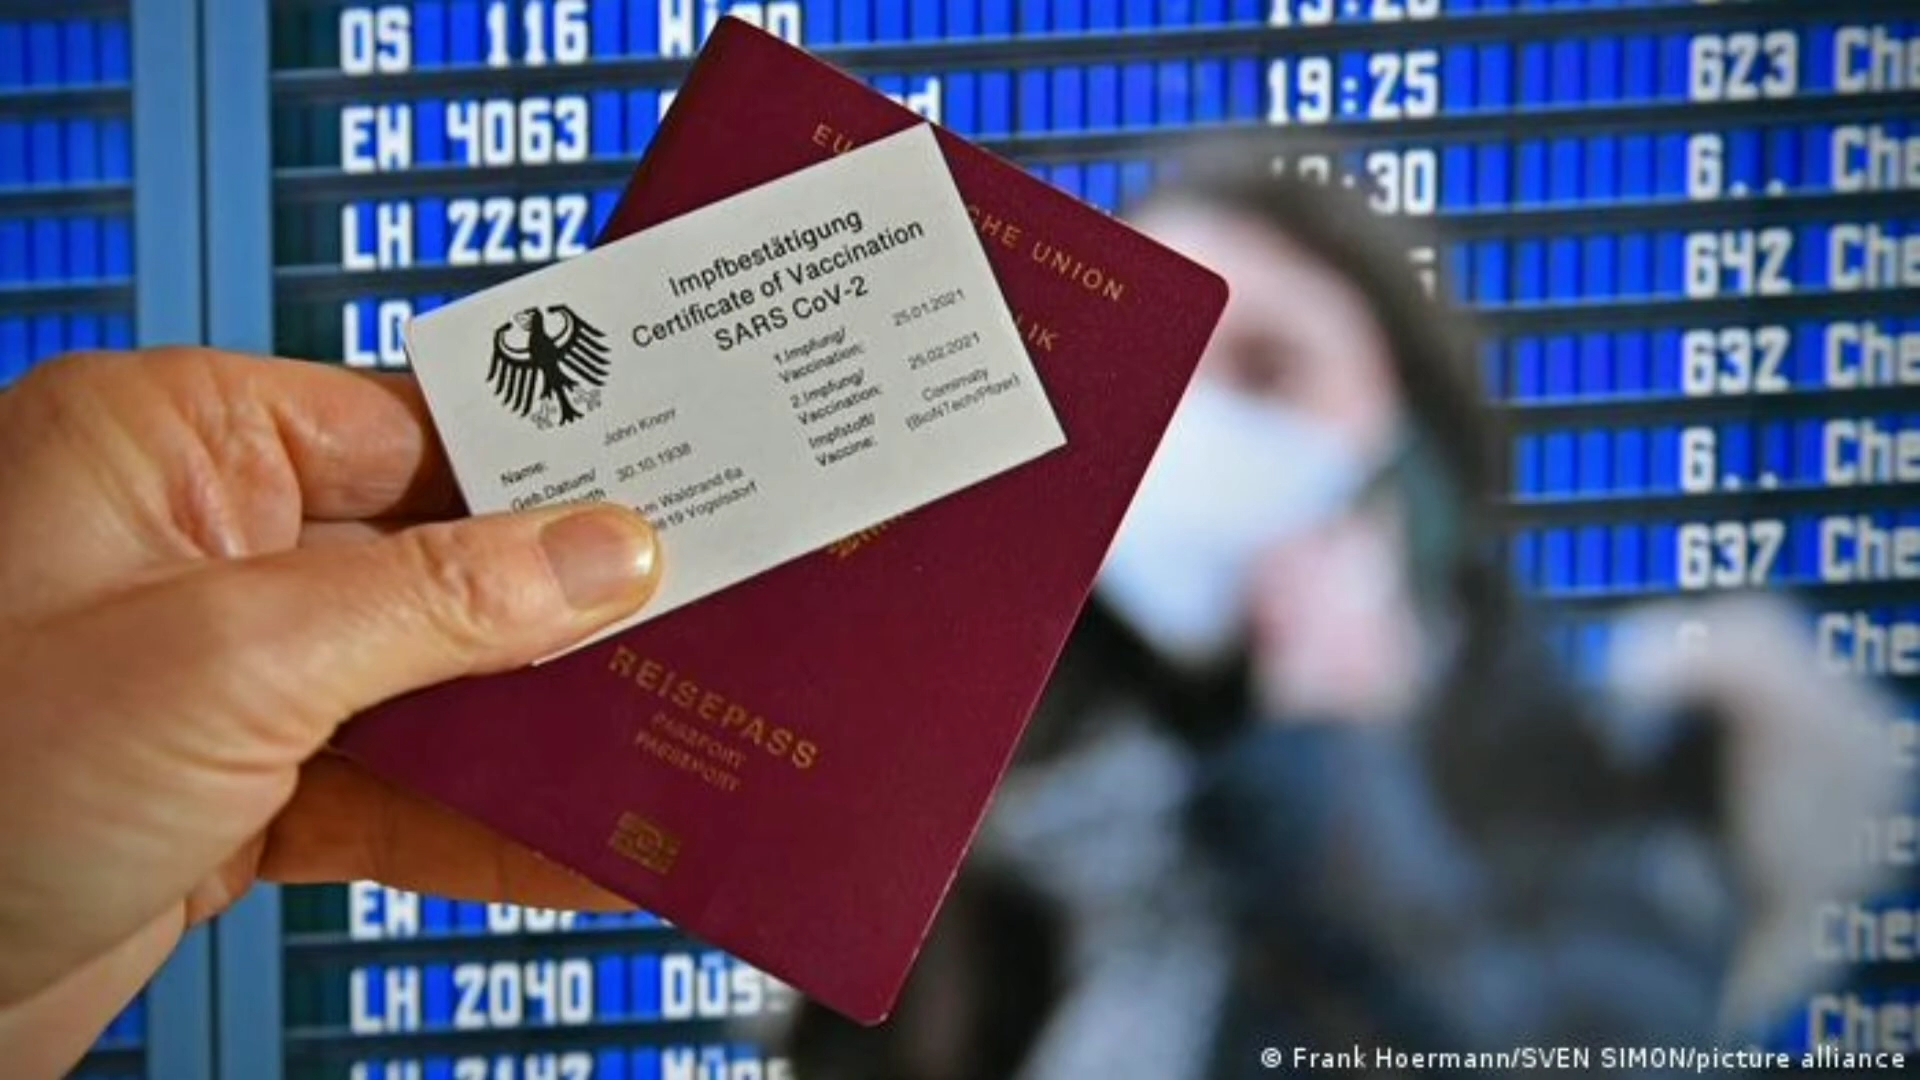 OS 116 Wien
EW 4063
19:25
623 Che
:30
6.. Che
LH 2292
642 Che
632 Che
6.. Che
637 Che
Che
EU
CHE UNION
LIK
Impfbestätigung
Certificate of Vaccination
SARS CoV-2
1.Impfung/
Vaccination:
25.01.2021
2.Impfung/
Vaccination:
25.02.2021
Impfstoff/
Vaccine:
Comirnaty
(BioNTech/Pfizer)
Name:
John Knorr
Geb.Datum/
30.10.1938
Am Waldrand 6a
Vogelsdorf
REISEPASS
PASSPORT
PASSEPORT
EW
LH 2040 Düss
Che
Che
© Frank Hoermann/SVEN SIMON/picture alliance